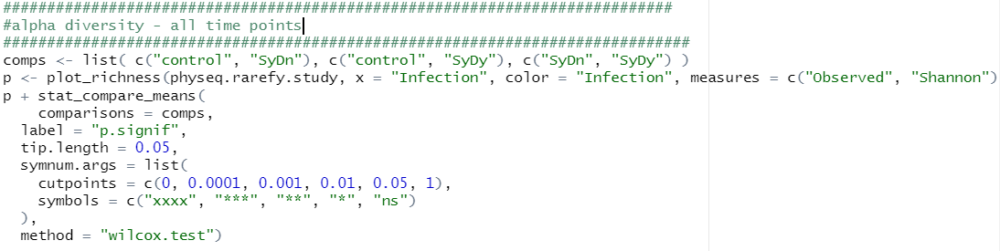 ################################################################################
#alpha diversity - all time points
##################################################################################
comps <- list( c("control", "SyDn"), c("control", "SyDy"), c("SyDn", "SyDy") )
p <- plot_richness(physeq.rarefy.study, x = "Infection", color = "Infection", measures = c("Observed", "Shannon")
p + stat_compare_means(
    comparisons = comps,
  label = "p.signif",
  tip.length = 0.05,
  symnum.args = list(
    cutpoints = c(0, 0.0001, 0.001, 0.01, 0.05, 1),
    symbols = c("xxxx", "***", "**", "*", "ns")
  ),
  method = "wilcox.test")